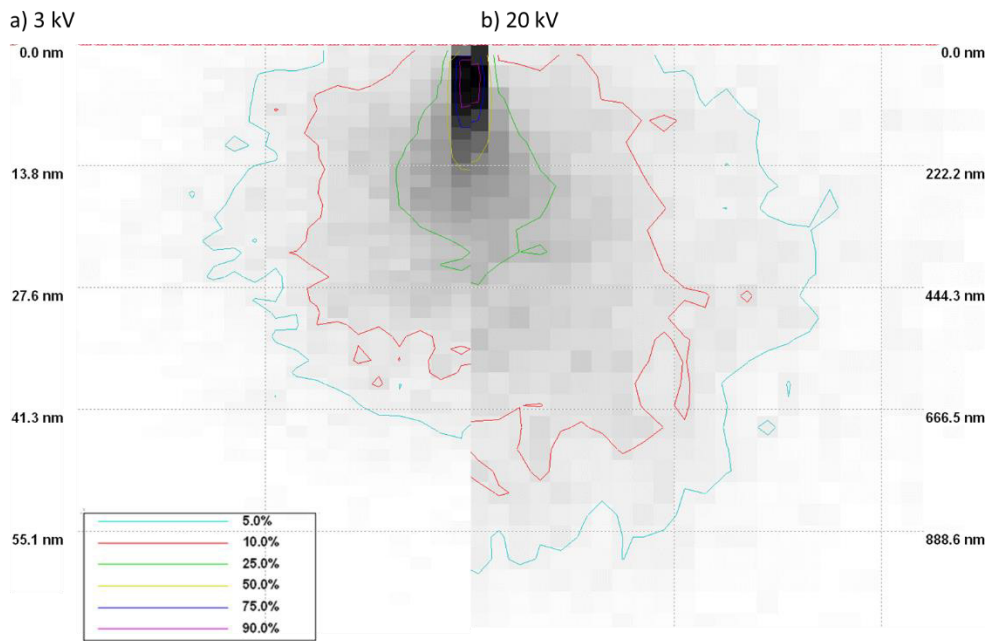 a) 3 kV b) 20 kV
0.0 nm 0.0 nm
13.8 nm 222.2 nm
27.6 nm 444.3 nm
41.3 nm 666.5 nm
55.1 nm 888.6 nm
5.0%
10.0%
25.0%
50.0%
75.0%
90.0%